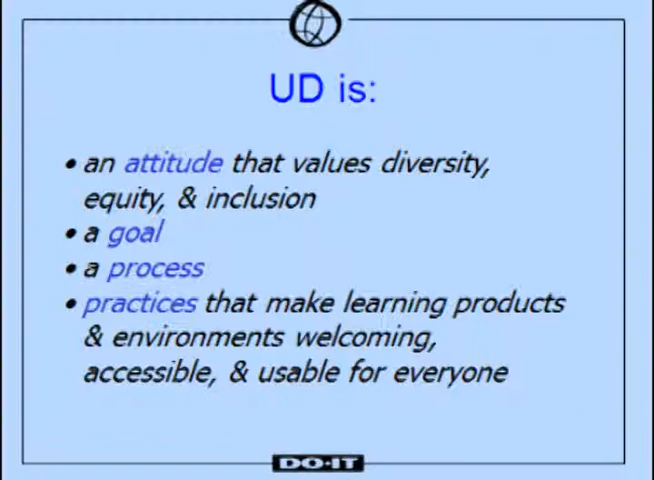 UD is:
• an attitude that values diversity,
equity, & inclusion
• a goal
• a process
• practices that make learning products
& environments welcoming,
accessible, & usable for everyone
DO·IT